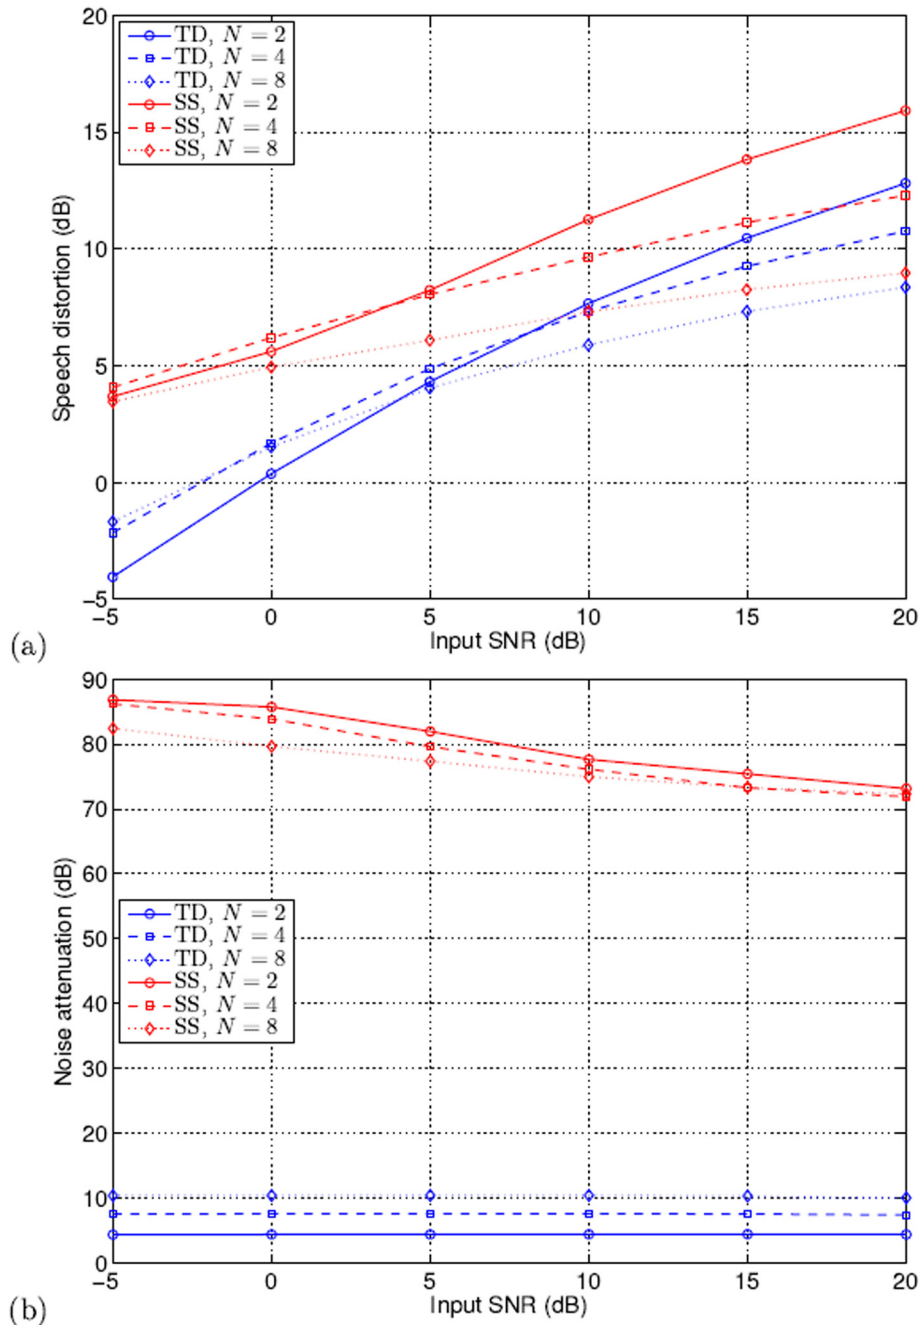 20
15
10
5
0
−5
Speech distortion (dB)
TD, N = 2
TD, N = 4
TD, N = 8
SS, N = 2
SS, N = 4
SS, N = 8
−5 0 5 10 15 20
Input SNR (dB)
(a)
90
80
70
60
50
40
30
20
10
0
Noise attenuation (dB)
TD, N = 2
TD, N = 4
TD, N = 8
SS, N = 2
SS, N = 4
SS, N = 8
−5 0 5 10 15 20
Input SNR (dB)
(b)